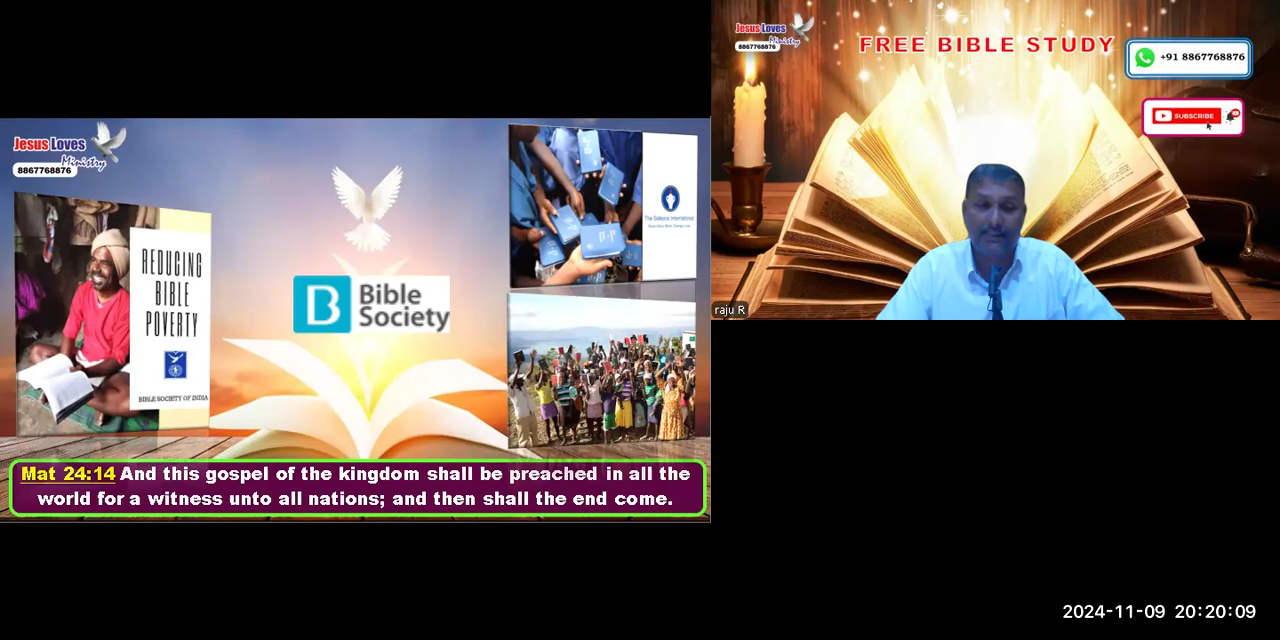 Jesus Loves
Ministry
8867768876
REDUCING
BIBLE
POVERTY
BIBLE SOCIETY OF INDIA
B Bible
Society
The Gideons International
Mat 24:14 And this gospel of the kingdom shall be preached in all the
world for a witness unto all nations; and then shall the end come.
Jesus Loves
Ministry
8867768876
FREE BIBLE STUDY
+91 8867768876
SUBSCRIBE
raju R
2024-11-09 20:20:09